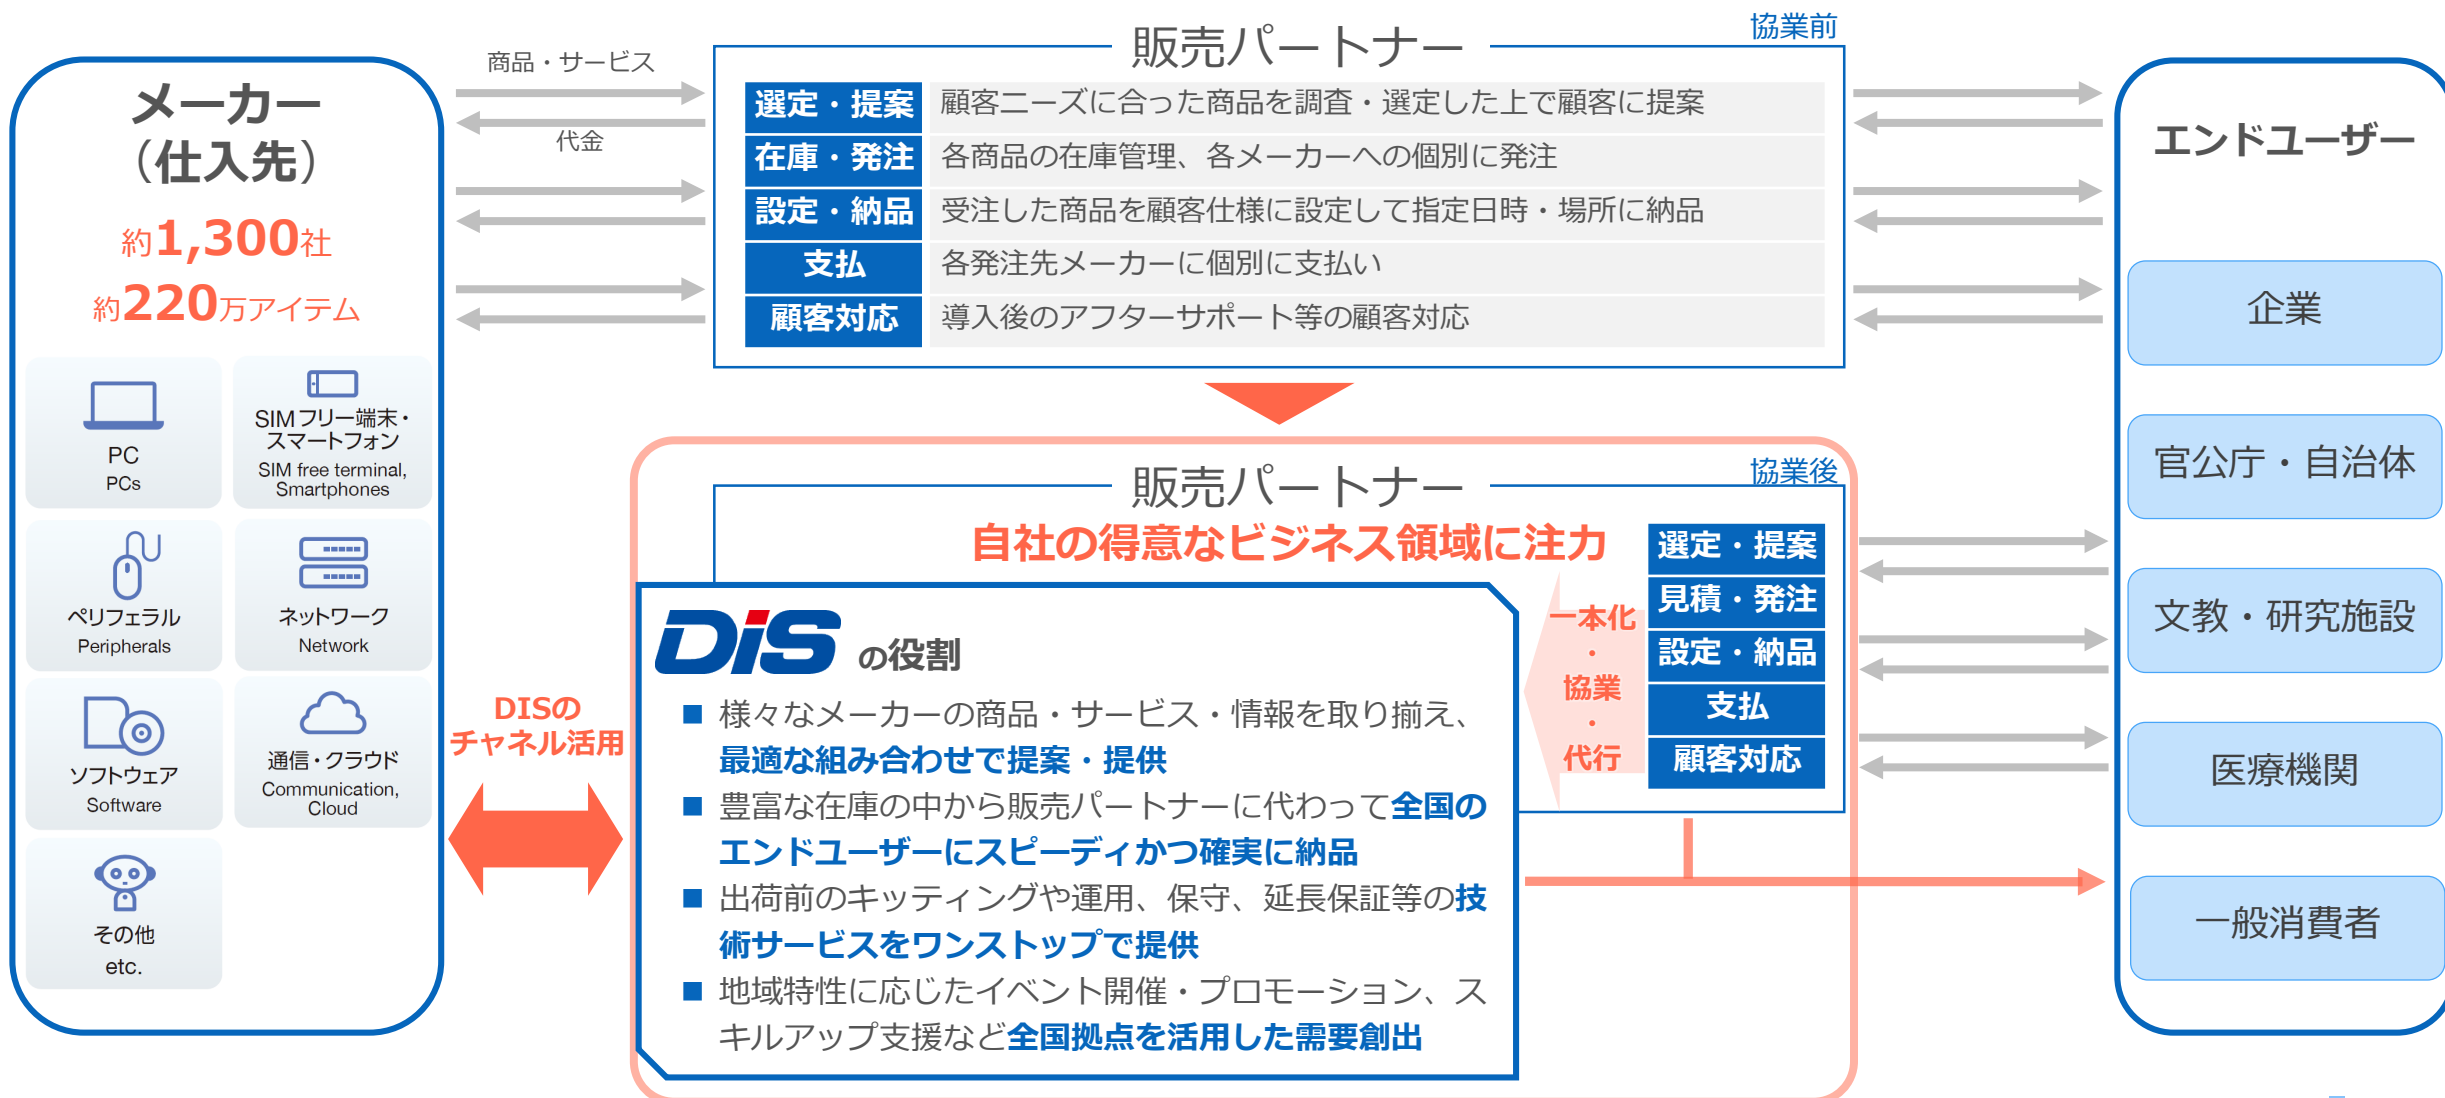 メーカー
（仕入先）
約1,300社
約220万アイテム
PC
PCs
SIMフリー端末・
スマートフォン
SIM free terminal,
Smartphones
ペリフェラル
Peripherals
ネットワーク
Network
ソフトウェア
Software
通信・クラウド
Communication,
Cloud
その他
etc.
商品・サービス
代金
販売パートナー
協業前
選定・提案 顧客ニーズに合った商品を調査・選定した上で顧客に提案
在庫・発注 各商品の在庫管理、各メーカーへの個別に発注
設定・納品 受注した商品を顧客仕様に設定して指定日時・場所に納品
支払 各発注先メーカーに個別に支払い
顧客対応 導入後のアフターサポート等の顧客対応
DISの
チャネル活用
販売パートナー
協業後
自社の得意なビジネス領域に注力
選定・提案
見積・発注
設定・納品
支払
顧客対応
一本化
・
協業
・
代行
DiS の役割
■ 様々なメーカーの商品・サービス・情報を取り揃え、
最適な組み合わせで提案・提供
■ 豊富な在庫の中から販売パートナーに代わって全国の
エンドユーザーにスピーディかつ確実に納品
■ 出荷前のキッティングや運用、保守、延長保証等の技
術サービスをワンストップで提供
■ 地域特性に応じたイベント開催・プロモーション、ス
キルアップ支援など全国拠点を活用した需要創出
エンドユーザー
企業
官公庁・自治体
文教・研究施設
医療機関
一般消費者